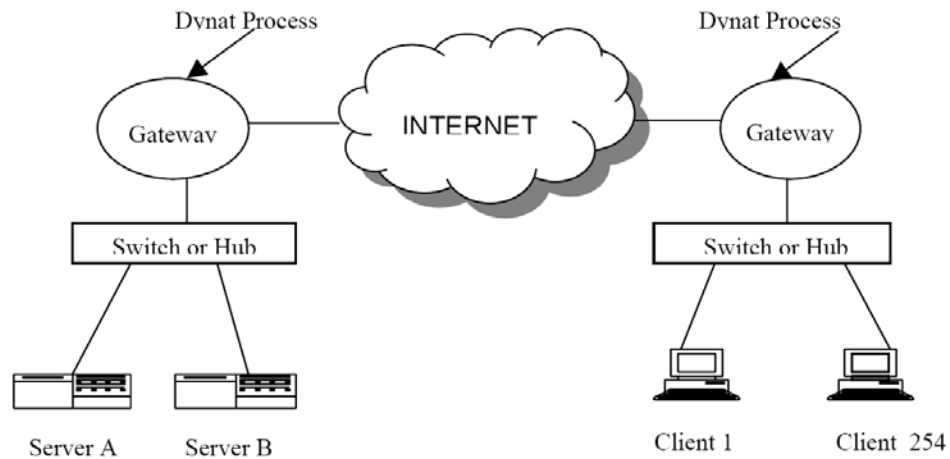 Dynat Process
Dynat Process
Gateway
INTERNET
Gateway
Switch or Hub
Switch or Hub
Server A
Server B
Client 1
Client 254